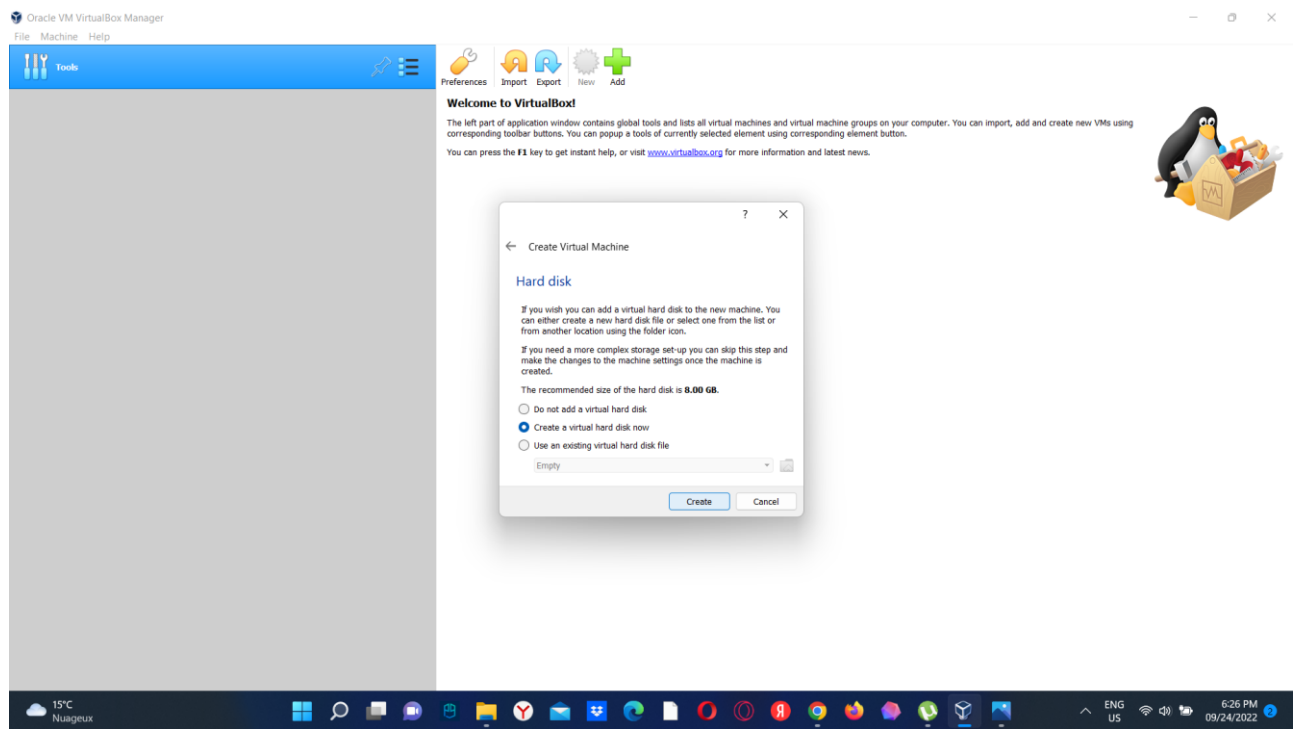 Oracle VM VirtualBox Manager
File Machine Help
Tools
Preferences Import Export New Add
Welcome to VirtualBox!
The left part of application window contains global tools and lists all virtual machines and virtual machine groups on your computer. You can import, add and create new VMs using
corresponding toolbar buttons. You can popup a tools of currently selected element using corresponding element button.
You can press the F1 key to get instant help, or visit www.virtualbox.org for more information and latest news.
?
Create Virtual Machine
Hard disk
If you wish you can add a virtual hard disk to the new machine. You
can either create a new hard disk file or select one from the list or
from another location using the folder icon.
If you need a more complex storage set-up you can skip this step and
make the changes to the machine settings once the machine is
created.
The recommended size of the hard disk is 8.00 GB.
Do not add a virtual hard disk
Create a virtual hard disk now
Use an existing virtual hard disk file
Empty
Create Cancel
15°C
Nuageux
ENG
US
6:26 PM
09/24/2022
2